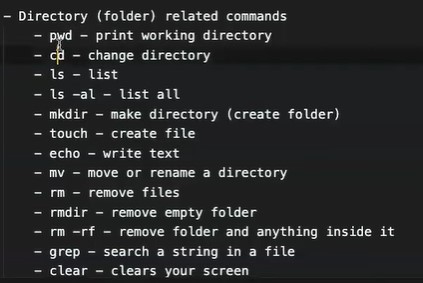 - Directory (folder) related commands
- pwd - print working directory
- cd - change directory
- ls - list
- ls -al - list all
- mkdir - make directory (create folder)
- touch - create file
- echo - write text
- mv - move or rename a directory
- rm - remove files
- rmdir - remove empty folder
- rm -rf - remove folder and anything inside it
- grep - search a string in a file
- clear - clears your screen